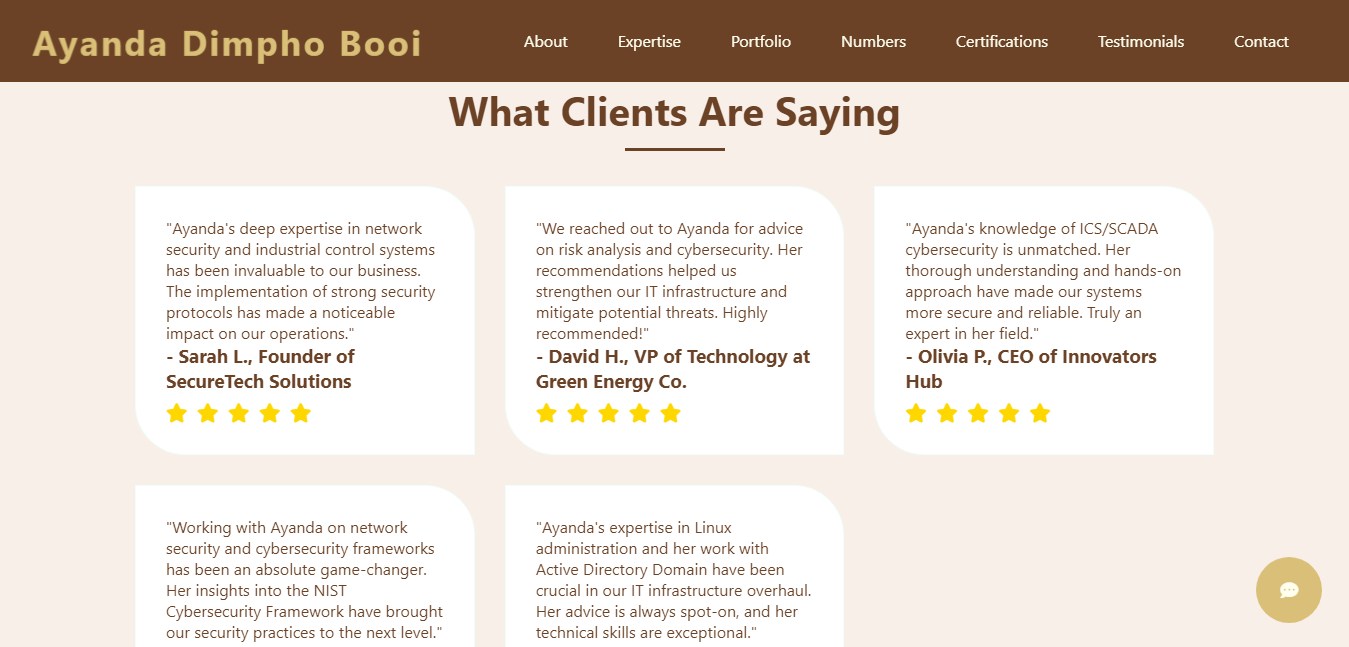 Ayanda Dimpho Booi
About Expertise Portfolio Numbers Certifications Testimonials Contact
What Clients Are Saying
"Ayanda's deep expertise in network
security and industrial control systems
has been invaluable to our business.
The implementation of strong security
protocols has made a noticeable
impact on our operations."
- Sarah L., Founder of
SecureTech Solutions
"We reached out to Ayanda for advice
on risk analysis and cybersecurity. Her
recommendations helped us
strengthen our IT infrastructure and
mitigate potential threats. Highly
recommended!"
- David H., VP of Technology at
Green Energy Co.
"Ayanda's knowledge of ICS/SCADA
cybersecurity is unmatched. Her
thorough understanding and hands-on
approach have made our systems
more secure and reliable. Truly an
expert in her field."
- Olivia P., CEO of Innovators
Hub
"Working with Ayanda on network
security and cybersecurity frameworks
has been an absolute game-changer.
Her insights into the NIST
Cybersecurity Framework have brought
our security practices to the next level."
"Ayanda's expertise in Linux
administration and her work with
Active Directory Domain have been
crucial in our IT infrastructure overhaul.
Her advice is always spot-on, and her
technical skills are exceptional."